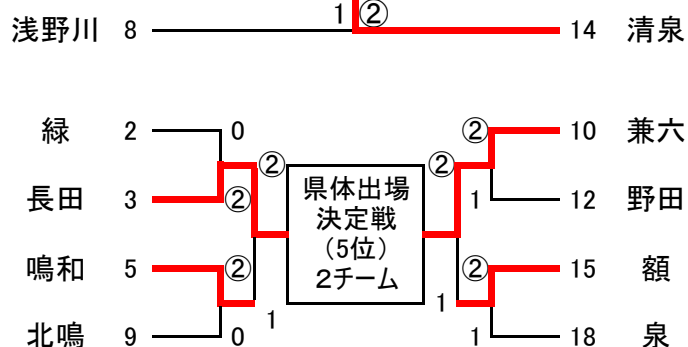 1 ②
浅野川 8 14 清泉
緑 2 0 ② 10 兼六
② ②
長田 3 ② 県体出場 1 12 野田
決定戦
(5位)
鳴和 5 ② 2チーム ② 15 額
1 1
北鳴 9 0 1 18 泉